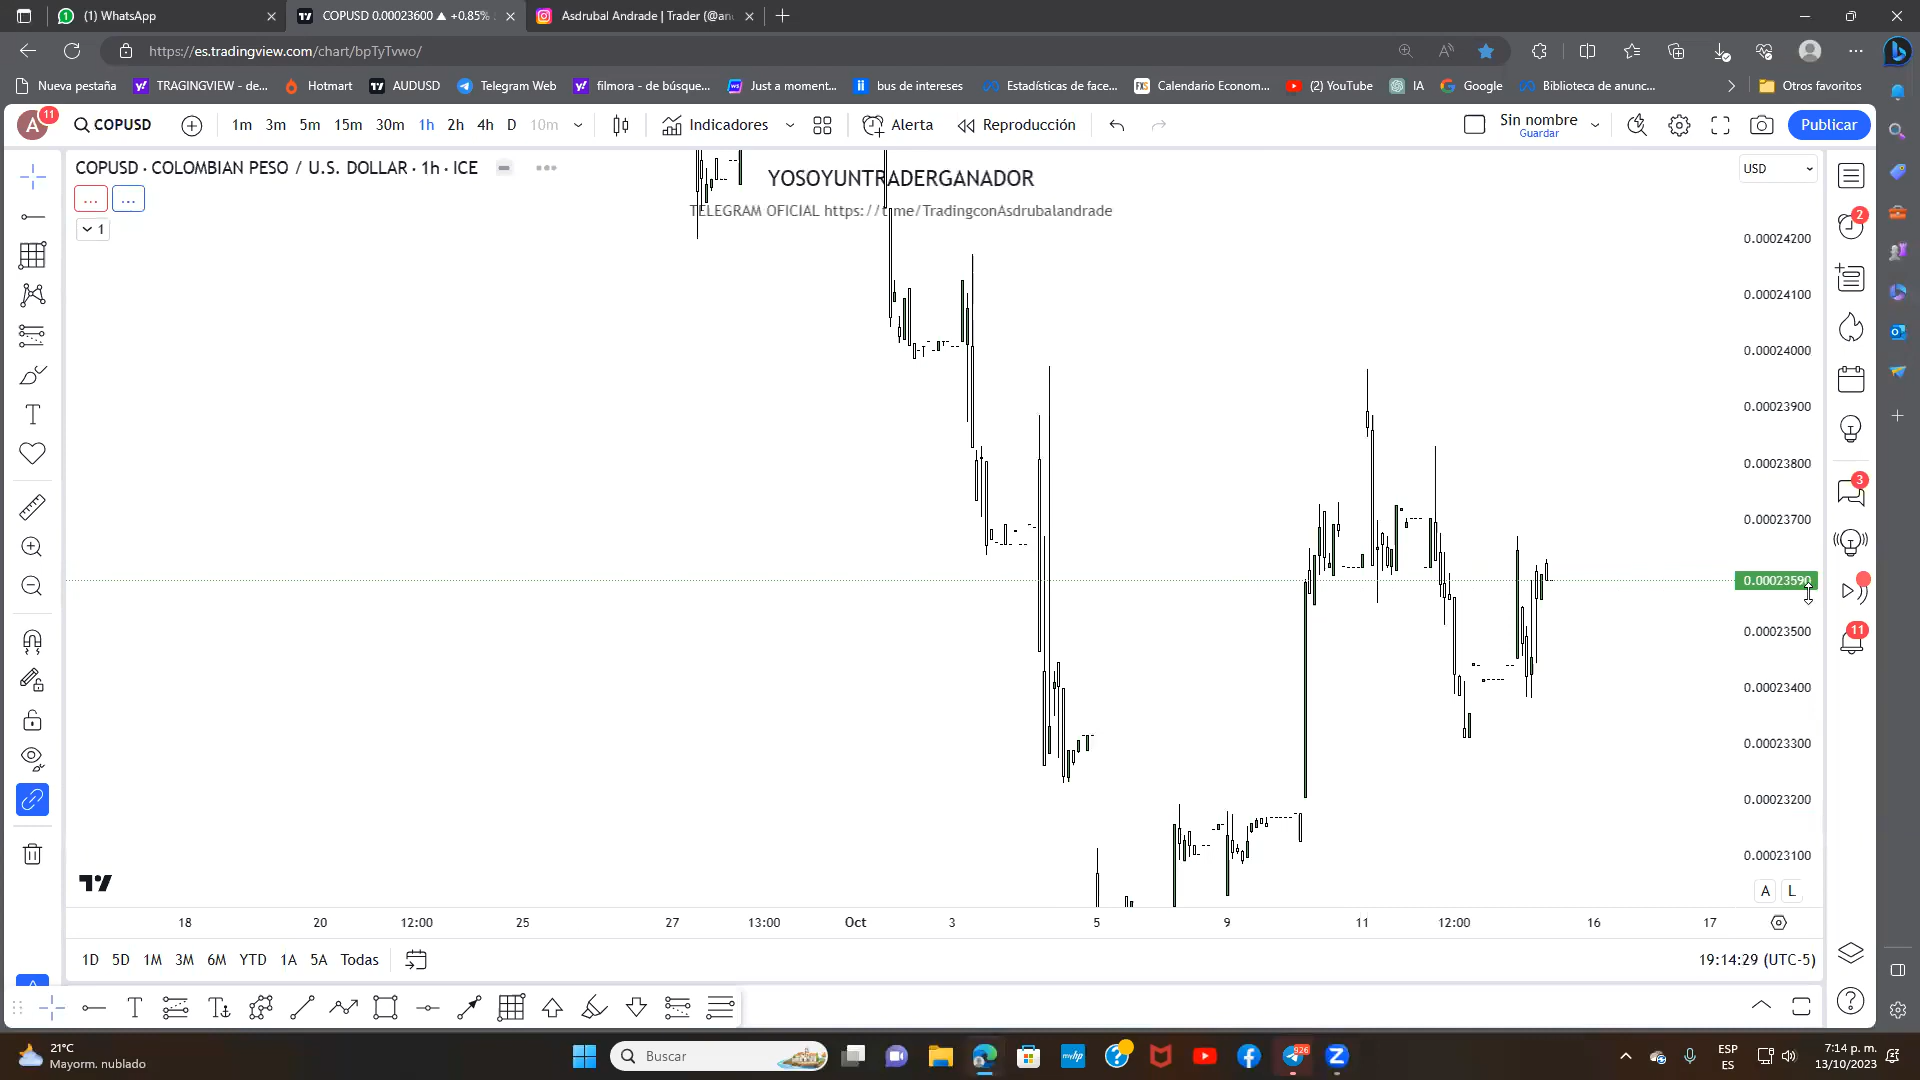 (1) WhatsApp
COPUSD 0.00023600 ▲ +0.85%
Asdrubal Andrade | Trader (@an
https://es.tradingview.com/chart/bpTyTvwo/
Nueva pestaña
TRAGINGVIEW - de...
Hotmart
AUDUSD
Telegram Web
filmora - de búsque...
Just a moment...
bus de intereses
Estadísticas de face...
Calendario Econom...
(2) YouTube
IA
Google
Biblioteca de anunc...
Otros favoritos
A
11
COPUSD
1m 3m 5m 15m 30m 1h 2h 4h D 10m
Indicadores
Alerta
Reproducción
Sin nombre
Guardar
Publicar
COPUSD · COLOMBIAN PESO / U.S. DOLLAR · 1h · ICE
USD
YOSOYUNTRADERGANADOR
TELEGRAM OFICIAL https://t.me/TradingconAsdrubalandrade
1
2
0.00024200
0.00024100
0.00024000
0.00023900
0.00023800
3
0.00023700
0.00023590
0.00023500
11
0.00023400
0.00023300
0.00023200
0.00023100
A L
18 20 12:00 25 27 13:00 Oct 3 5 9 11 12:00 16 17
1D 5D 1M 3M 6M YTD 1A 5A Todas
19:14:29 (UTC-5)
21°C
Mayorm. nublado
Buscar
myhp
926
ESP
ES
7:14 p. m.
13/10/2023